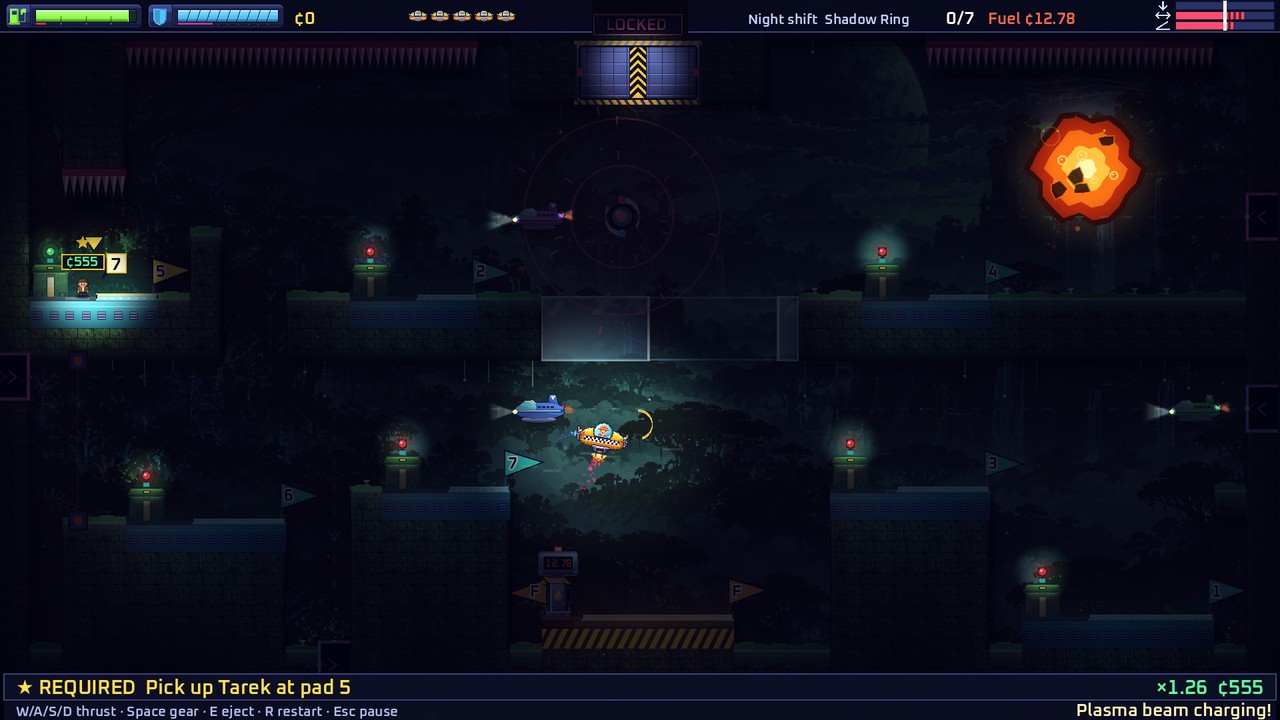 ¢0
LOCKED
Night shift Shadow Ring
0/7
Fuel ¢12.78
¢555
7
5
2
4
7
3
6
12.78
F
F
1
★ REQUIRED Pick up Tarek at pad 5
×1.26 ¢555
W/A/S/D thrust · Space gear · E eject · R restart · Esc pause
Plasma beam charging!